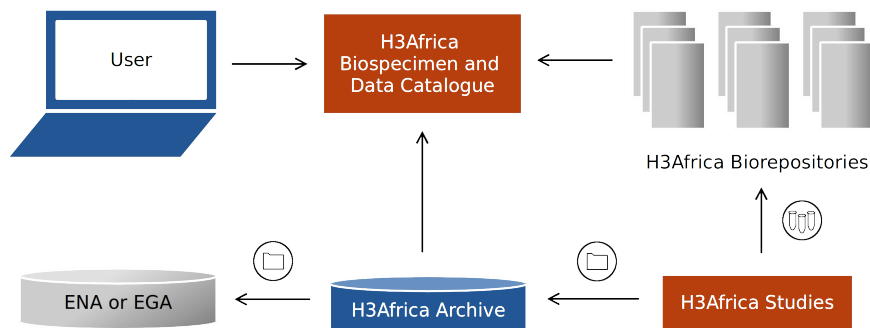 User
H3Africa
Biospecimen and
Data Catalogue
H3Africa Biorepositories
ENA or EGA
H3Africa Archive
H3Africa Studies